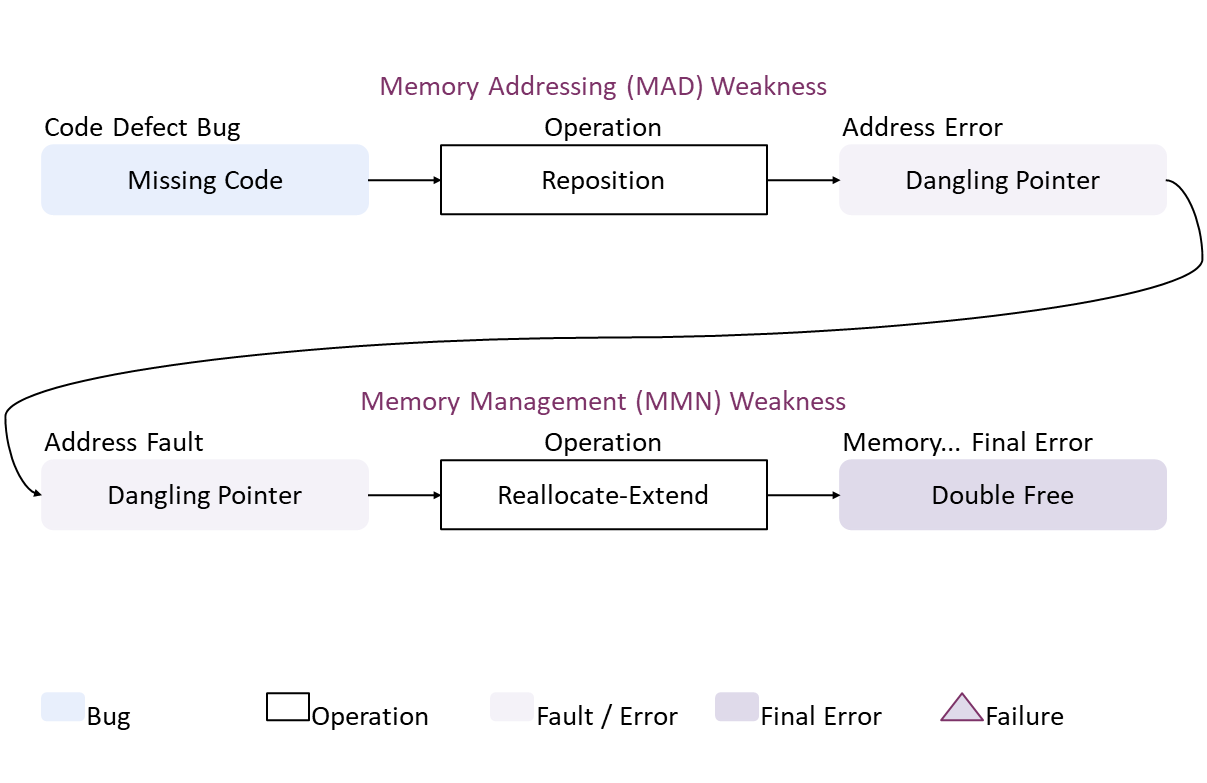 Memory Addressing (MAD) Weakness
Code Defect Bug
Operation
Address Error
Missing Code
Reposition
Dangling Pointer
Memory Management (MMN) Weakness
Address Fault
Operation
Memory... Final Error
Dangling Pointer
Reallocate-Extend
Double Free
Bug
Operation
Fault / Error
Final Error
Failure